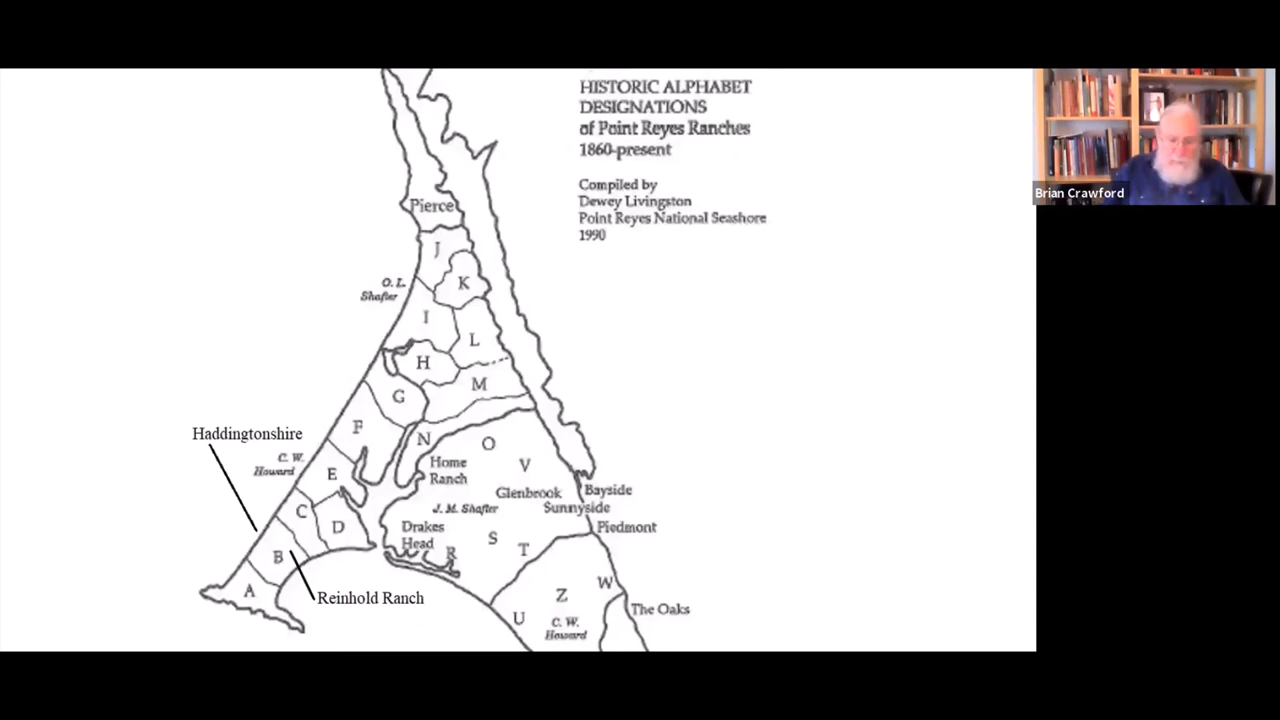 HISTORIC ALPHABET
DESIGNATIONS
of Point Reyes Ranches
1860-present
Compiled by
Dewey Livingston
Point Reyes National Seashore
1990
Brian Crawford
Pierce
J
O. L.
Shafter
K
I
L
H
M
G
F
N
O
Haddingtonshire
C. W.
Howard
E
Home
Ranch
V
Glenbrook
Bayside
J. M. Shafter
Sunnyside
C
D
Drakes
Head
Piedmont
R
S
T
B
A
Reinhold Ranch
Z
W
The Oaks
U
C. W.
Howard